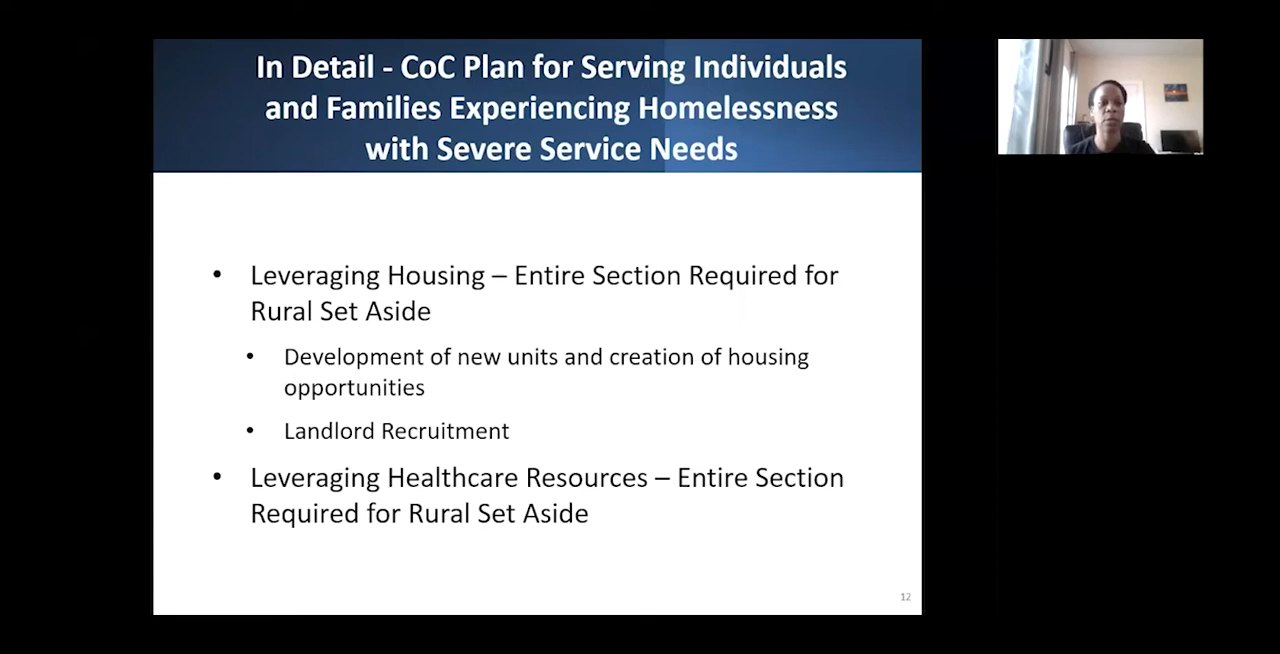 In Detail - CoC Plan for Serving Individuals
and Families Experiencing Homelessness
with Severe Service Needs
• Leveraging Housing – Entire Section Required for
Rural Set Aside
• Development of new units and creation of housing
opportunities
• Landlord Recruitment
• Leveraging Healthcare Resources – Entire Section
Required for Rural Set Aside
12